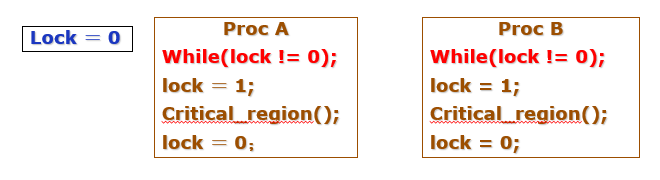 Lock = 0
Proc A
While(lock != 0);
lock = 1;
Critical_region();
lock = 0；
Proc B
While(lock != 0);
lock = 1;
Critical_region();
lock = 0;